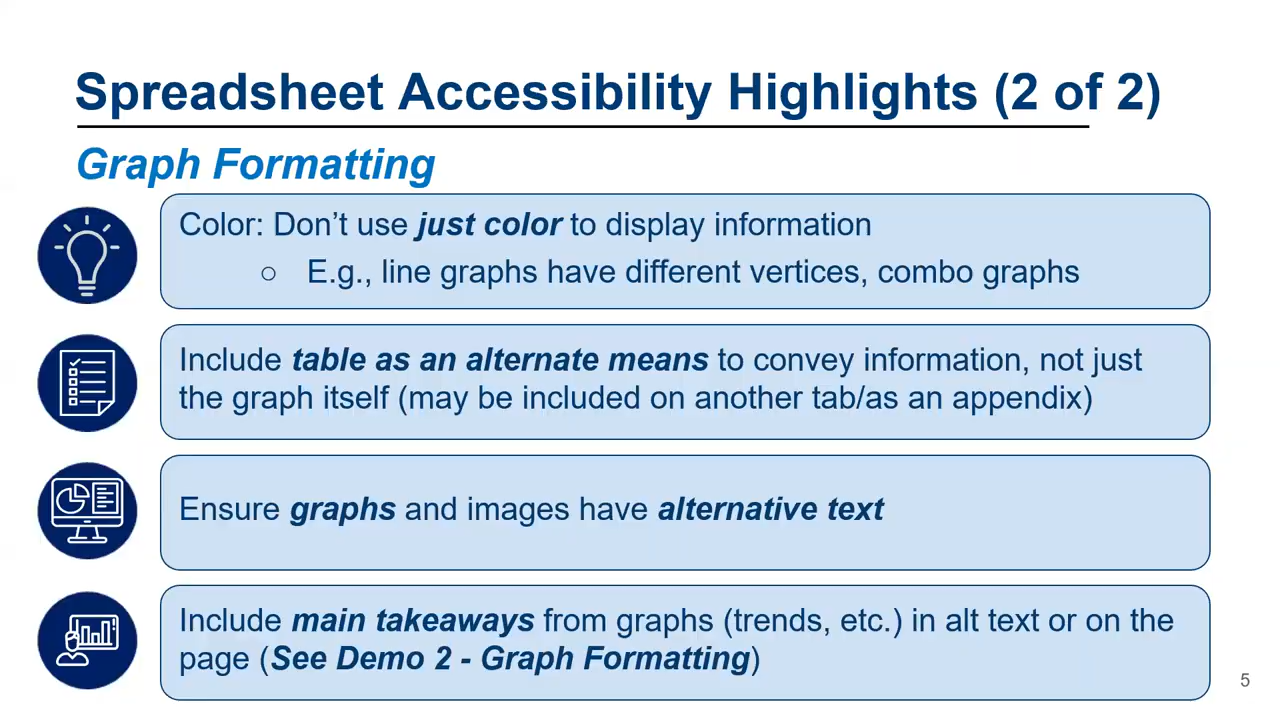 Spreadsheet Accessibility Highlights (2 of 2)
Graph Formatting
Color: Don’t use just color to display information
○ E.g., line graphs have different vertices, combo graphs
Include table as an alternate means to convey information, not just
the graph itself (may be included on another tab/as an appendix)
Ensure graphs and images have alternative text
Include main takeaways from graphs (trends, etc.) in alt text or on the
page (See Demo 2 - Graph Formatting)
5